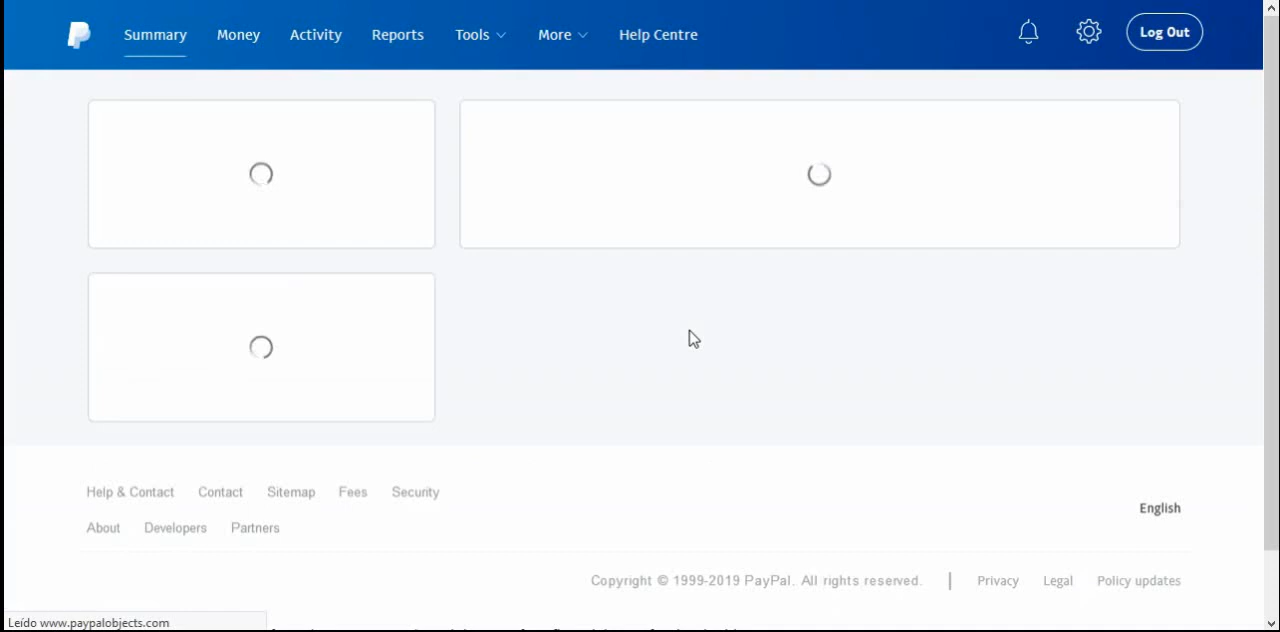 Summary Money Activity Reports Tools More Help Centre Log Out
Help & Contact Contact Sitemap Fees Security
English
About Developers Partners
Copyright © 1999-2019 PayPal. All rights reserved. | Privacy Legal Policy updates
Leído www.paypalobjects.com